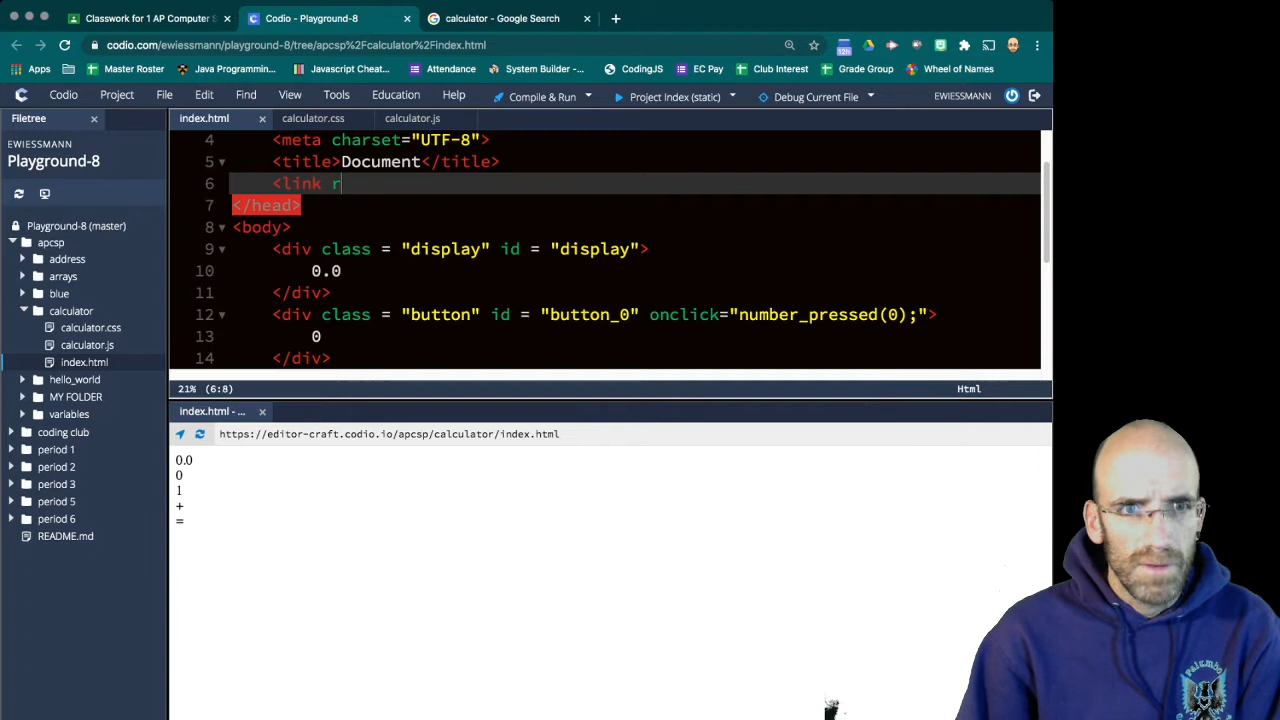 Classwork for 1 AP Computer S
Codio - Playground-8
calculator - Google Search
codio.com/ewiessmann/playground-8/tree/apcsp%2Fcalculator%2Findex.html
12h
Apps
Master Roster
Java Programmin...
Javascript Cheat...
Attendance
System Builder -...
CodingJS
EC Pay
Club Interest
Grade Group
Wheel of Names
Codio Project File Edit Find View Tools Education Help
Compile & Run
Project Index (static)
Debug Current File
EWIESSMANN
Filetree
index.html
calculator.css
calculator.js
EWIESSMANN
Playground-8
Playground-8 (master)
apcsp
address
arrays
blue
calculator
calculator.css
calculator.js
index.html
hello_world
MY FOLDER
variables
coding club
period 1
period 2
period 3
period 5
period 6
README.md
4 <meta charset="UTF-8">
5 <title>Document</title>
6 <link r
7 </head>
8 <body>
9 <div class = "display" id = "display">
10 0.0
11 </div>
12 <div class = "button" id = "button_0" onclick="number_pressed(0);">
13 0
14 </div>
21% (6:8) Html
index.html - ...
https://editor-craft.codio.io/apcsp/calculator/index.html
0.0
0
1
+
=
Palumbo